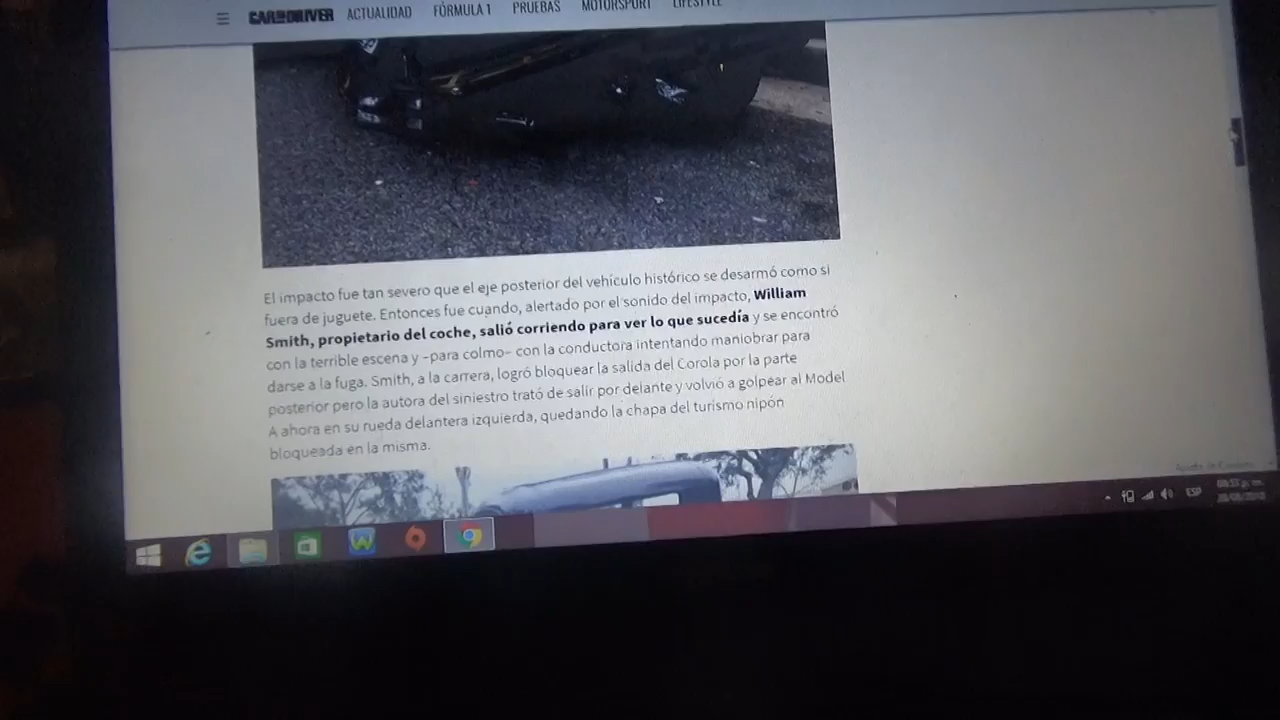 CAR AND DRIVER ACTUALIDAD FÓRMULA 1 PRUEBAS MOTORSPORT LIFESTYLE
El impacto fue tan severo que el eje posterior del vehículo histórico se desarmó como si
fuera de juguete. Entonces fue cuando, alertado por el sonido del impacto, William
Smith, propietario del coche, salió corriendo para ver lo que sucedía y se encontró
con la terrible escena y –para colmo– con la conductora intentando maniobrar para
darse a la fuga. Smith, a la carrera, logró bloquear la salida del Corola por la parte
posterior pero la autora del siniestro trató de salir por delante y volvió a golpear al Model
A ahora en su rueda delantera izquierda, quedando la chapa del turismo nipón
bloqueada en la misma.
ESP